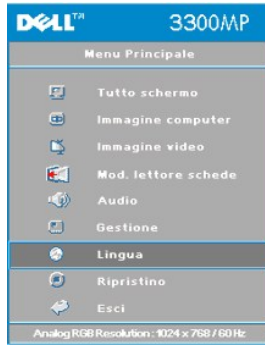 DELL™ 3300MP
Menu Principale
Tutto schermo
Immagine computer
Immagine video
Mod. lettore schede
Audio
Gestione
Lingua
Ripristino
Esci
Analog RGB Resolution : 1024 x 768 / 60 Hz